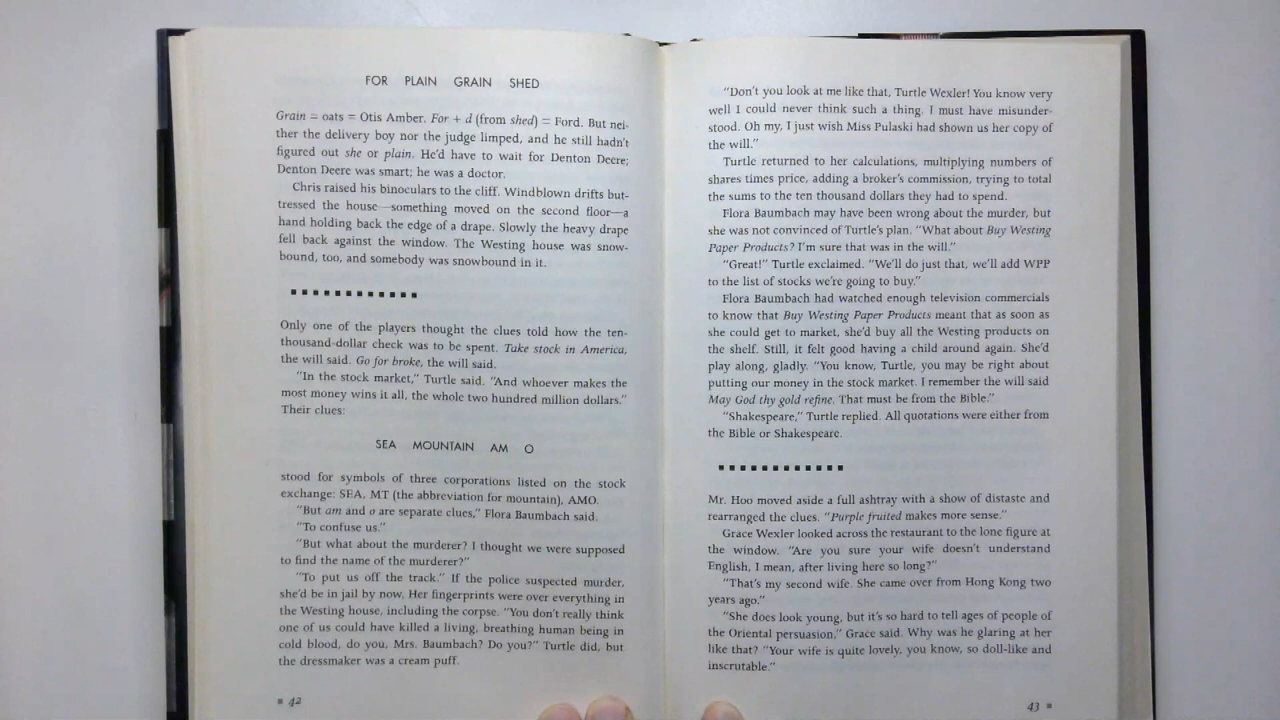 FOR PLAIN GRAIN SHED
Grain = oats = Otis Amber. For + d (from shed) = Ford. But nei-
ther the delivery boy nor the judge limped, and he still hadn't
figured out she or plain. He'd have to wait for Denton Deere;
Denton Deere was smart; he was a doctor.
Chris raised his binoculars to the cliff. Windblown drifts but-
tressed the house—something moved on the second floor—a
hand holding back the edge of a drape. Slowly the heavy drape
fell back against the window. The Westing house was snow-
bound, too, and somebody was snowbound in it.
Only one of the players thought the clues told how the ten-
thousand-dollar check was to be spent. Take stock in America,
the will said. Go for broke, the will said.
"In the stock market," Turtle said. "And whoever makes the
most money wins it all, the whole two hundred million dollars."
Their clues:
SEA MOUNTAIN AM O
stood for symbols of three corporations listed on the stock
exchange: SEA, MT (the abbreviation for mountain), AMO.
"But am and o are separate clues," Flora Baumbach said.
"To confuse us."
"But what about the murderer? I thought we were supposed
to find the name of the murderer?"
"To put us off the track." If the police suspected murder,
she'd be in jail by now. Her fingerprints were over everything in
the Westing house, including the corpse. "You don't really think
one of us could have killed a living, breathing human being in
cold blood, do you, Mrs. Baumbach? Do you?" Turtle did, but
the dressmaker was a cream puff.
42
"Don't you look at me like that, Turtle Wexler! You know very
well I could never think such a thing. I must have misunder-
stood. Oh my, I just wish Miss Pulaski had shown us her copy of
the will."
Turtle returned to her calculations, multiplying numbers of
shares times price, adding a broker's commission, trying to total
the sums to the ten thousand dollars they had to spend.
Flora Baumbach may have been wrong about the murder, but
she was not convinced of Turtle's plan. "What about Buy Westing
Paper Products? I'm sure that was in the will."
"Great!" Turtle exclaimed. "We'll do just that, we'll add WPP
to the list of stocks we're going to buy."
Flora Baumbach had watched enough television commercials
to know that Buy Westing Paper Products meant that as soon as
she could get to market, she'd buy all the Westing products on
the shelf. Still, it felt good having a child around again. She'd
play along, gladly. "You know, Turtle, you may be right about
putting our money in the stock market. I remember the will said
May God thy gold refine. That must be from the Bible."
"Shakespeare," Turtle replied. All quotations were either from
the Bible or Shakespeare.
Mr. Hoo moved aside a full ashtray with a show of distaste and
rearranged the clues. "Purple fruited makes more sense."
Grace Wexler looked across the restaurant to the lone figure at
the window. "Are you sure your wife doesn't understand
English, I mean, after living here so long?"
"That's my second wife. She came over from Hong Kong two
years ago."
"She does look young, but it's so hard to tell ages of people of
the Oriental persuasion," Grace said. Why was he glaring at her
like that? "Your wife is quite lovely, you know, so doll-like and
inscrutable."
43